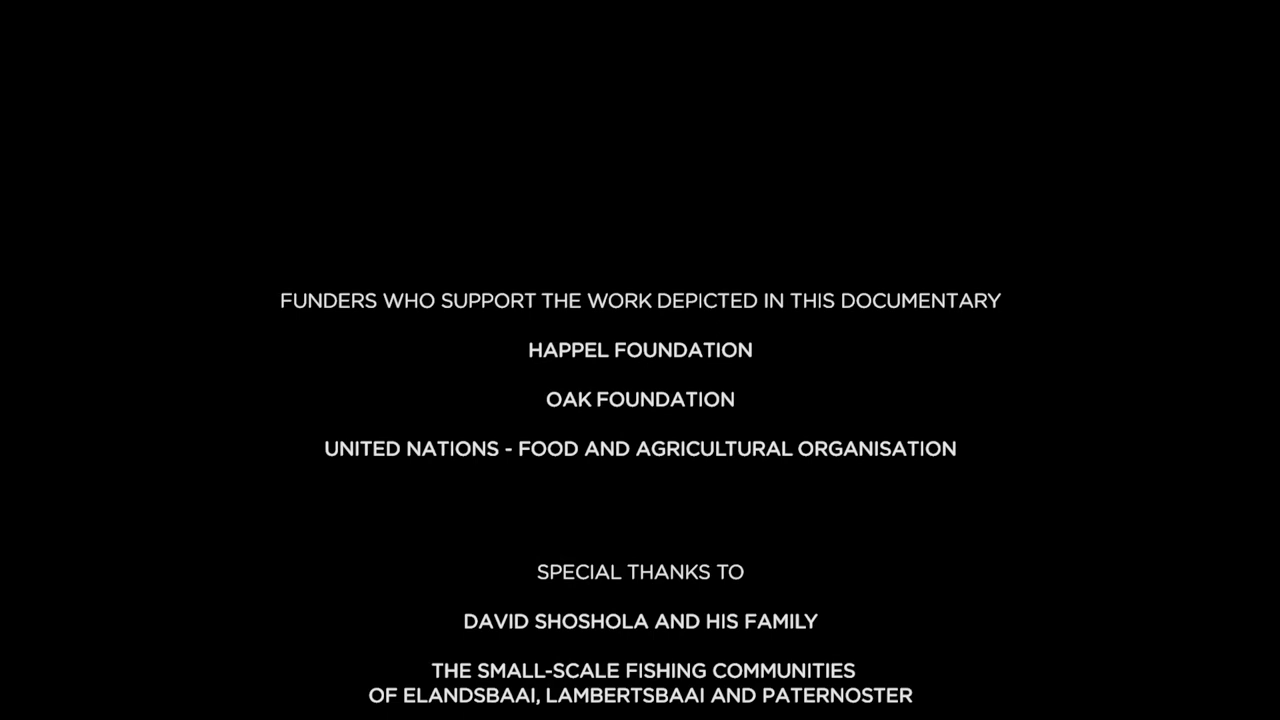 FUNDERS WHO SUPPORT THE WORK DEPICTED IN THIS DOCUMENTARY
HAPPEL FOUNDATION
OAK FOUNDATION
UNITED NATIONS - FOOD AND AGRICULTURAL ORGANISATION
SPECIAL THANKS TO
DAVID SHOSHOLA AND HIS FAMILY
THE SMALL-SCALE FISHING COMMUNITIES
OF ELANDSBAAI, LAMBERTSBAAI AND PATERNOSTER